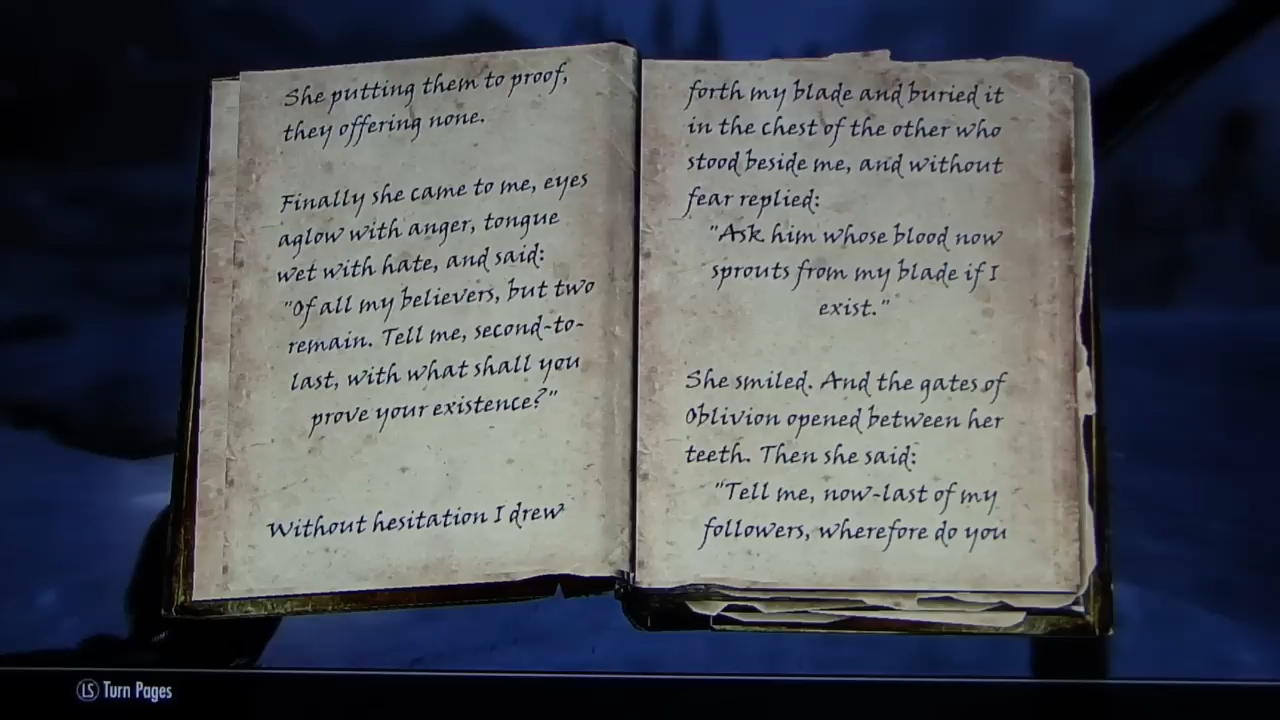 She putting them to proof,
they offering none.
Finally she came to me, eyes
aglow with anger, tongue
wet with hate, and said:
"Of all my believers, but two
remain. Tell me, second-to-
last, with what shall you
prove your existence?"
Without hesitation I drew
forth my blade and buried it
in the chest of the other who
stood beside me, and without
fear replied:
"Ask him whose blood now
sprouts from my blade if I
exist."
She smiled. And the gates of
Oblivion opened between her
teeth. Then she said:
"Tell me, now-last of my
followers, wherefore do you
LS Turn Pages